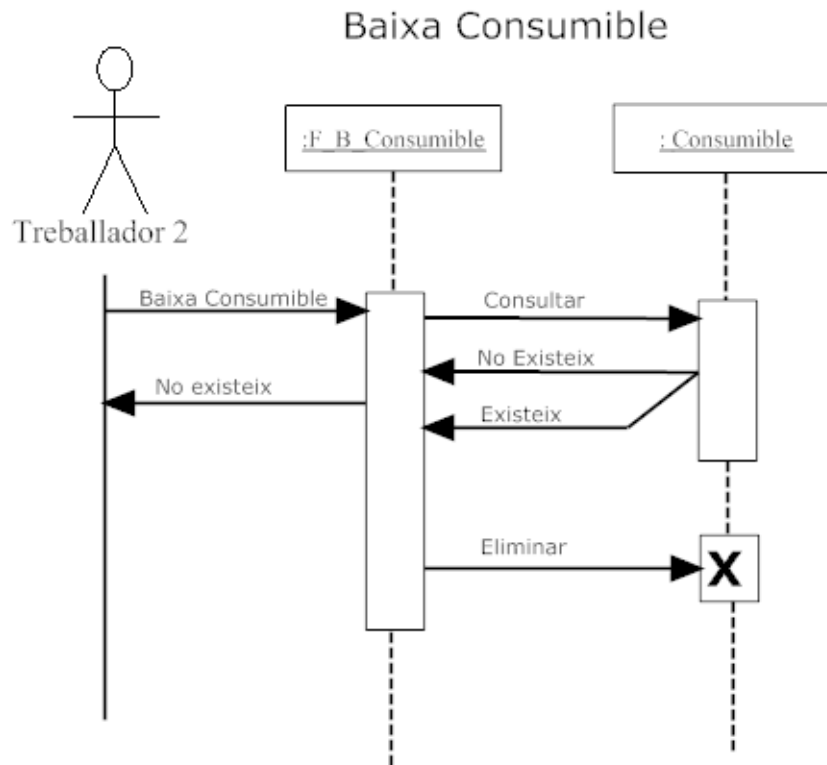 Baixa Consumible
:F_B_Consumible
: Consumible
Treballador 2
Baixa Consumible
Consultar
No Existeix
No existeix
Existeix
Eliminar
X